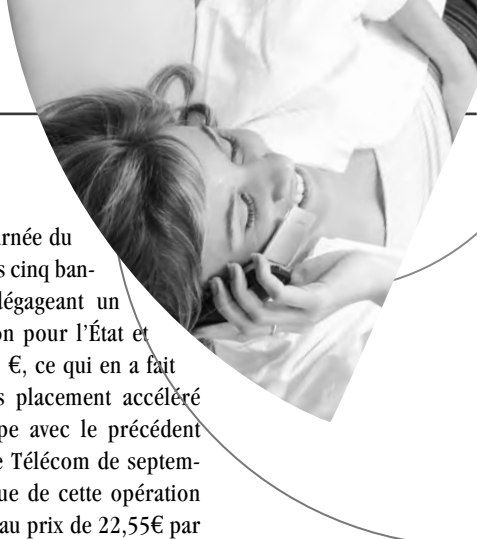 rnée du
s cinq ban-
dégageant un
on pour l'État et
€, ce qui en a fait
s placement accéléré
pe avec le précédent
e Télécom de septem-
ue de cette opération
au prix de 22,55€ par